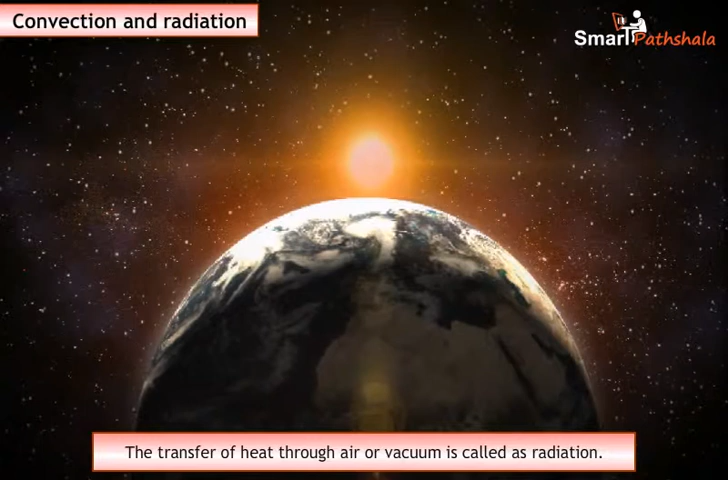 Convection and radiation
SmarTPathshala
The transfer of heat through air or vacuum is called as radiation.